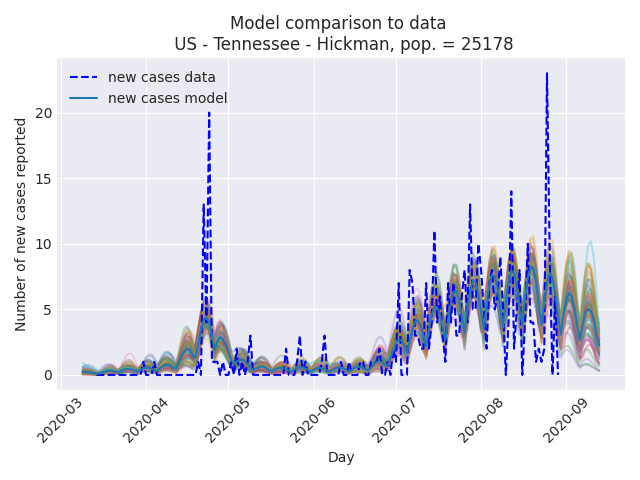 Model comparison to data
US - Tennessee - Hickman, pop. = 25178
new cases data
new cases model
Number of new cases reported
20
15
10
5
0
2020-03
2020-04
2020-05
2020-06
2020-07
2020-08
2020-09
Day